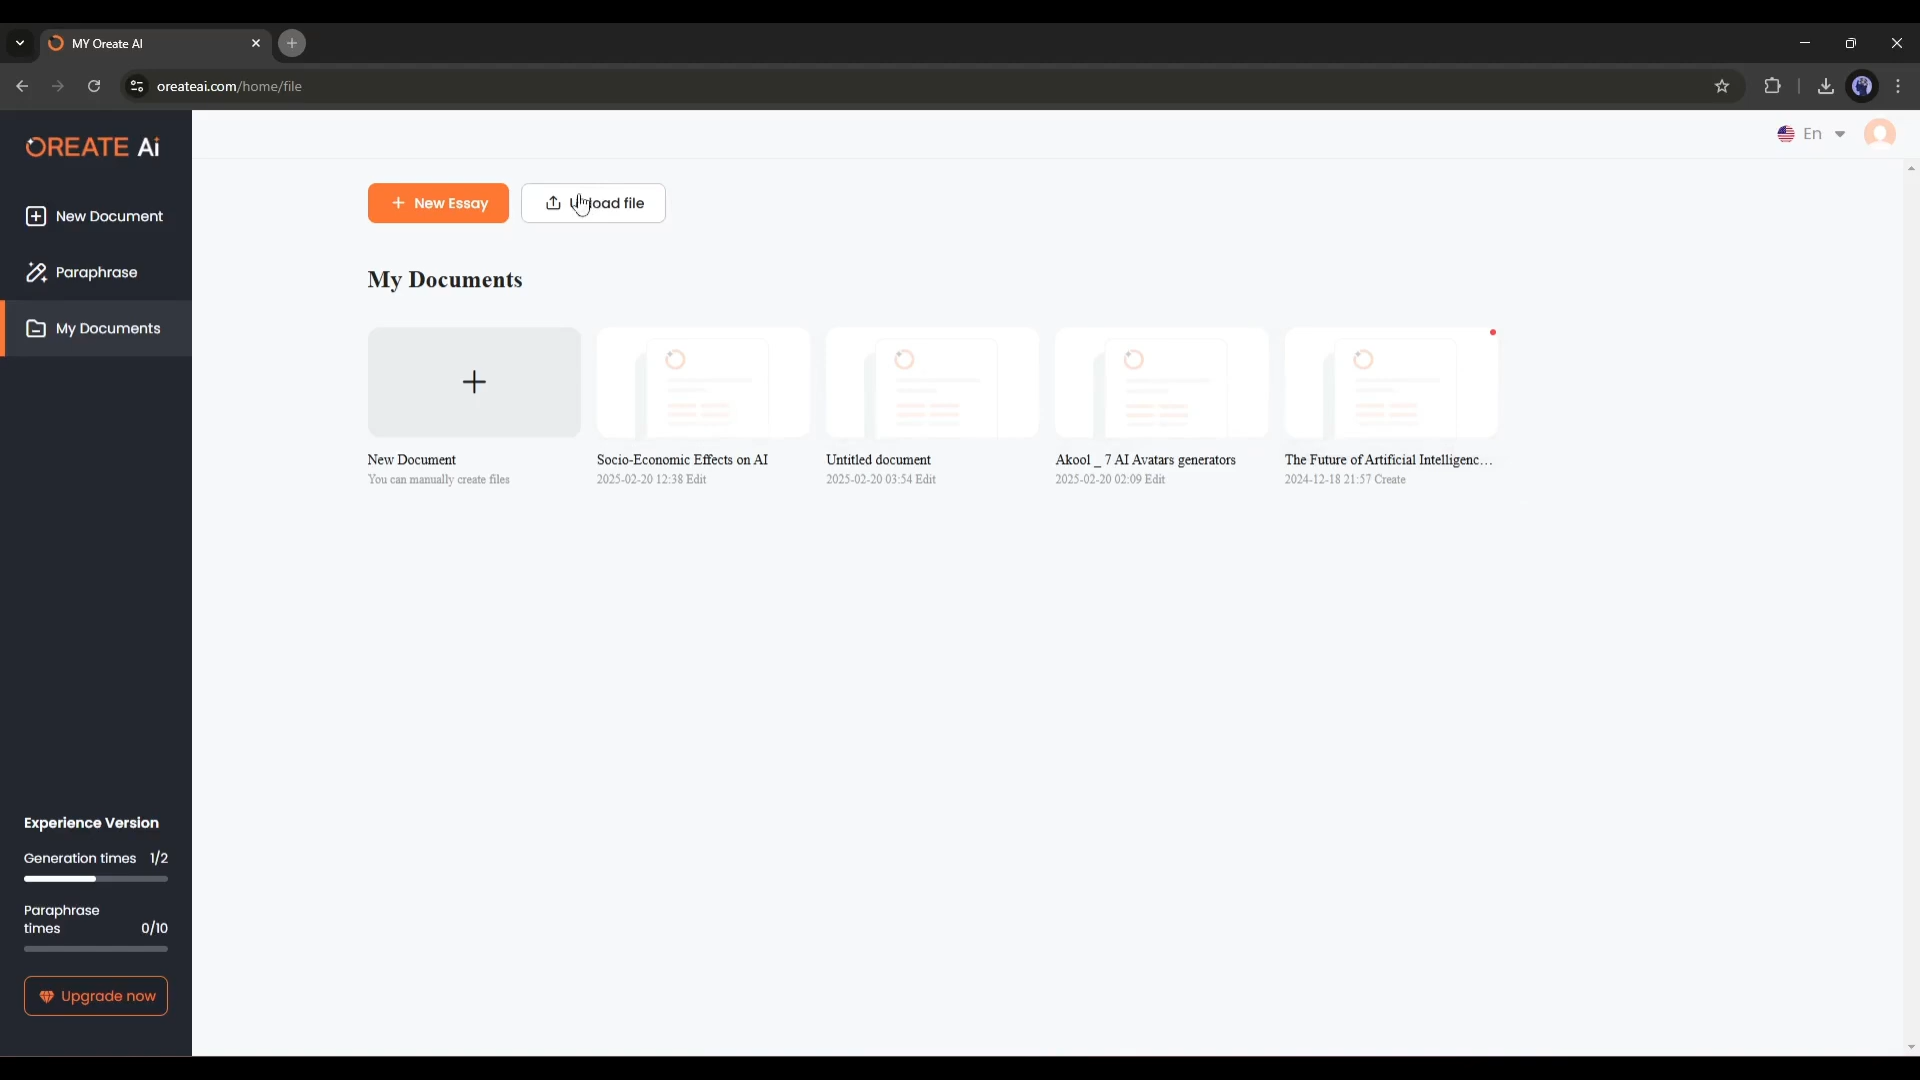 MY Oreate AI
oreateai.com/home/file
OREATE Ai
En
New Document
Paraphrase
My Documents
New Essay
file
My Documents
New Document
You can manually create files
Socio-Economic Effects on AI
2025-02-20 12:38 Edit
Untitled document
2025-02-20 03:54 Edit
Akool _ 7 AI Avatars generators
2025-02-20 02:09 Edit
The Future of Artificial Intelligenc...
2024-12-18 21:57 Create
Experience Version
Generation times 1/2
Paraphrase
times 0/10
Upgrade now